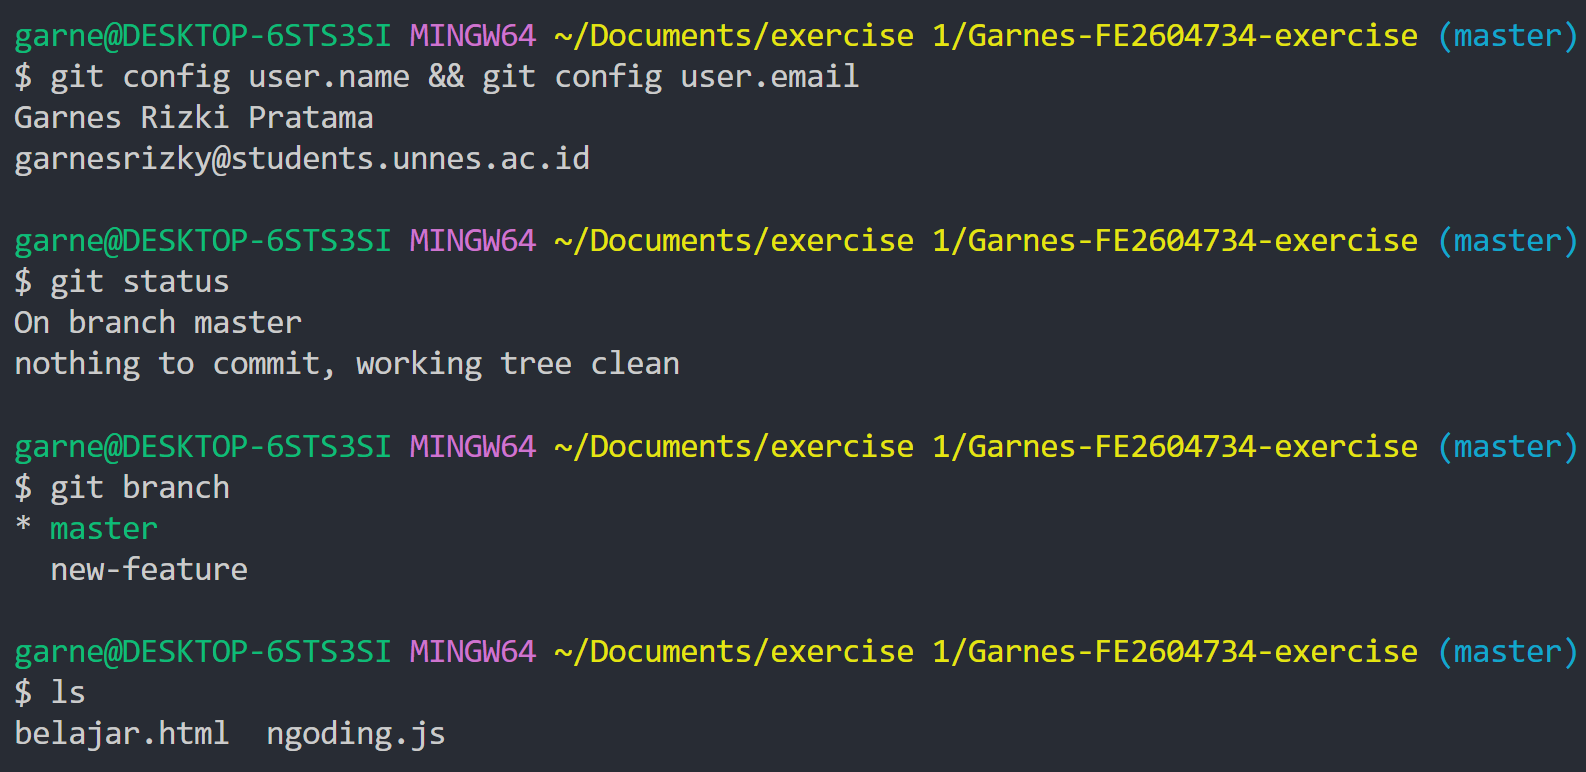 garne@DESKTOP-6STS3SI MINGW64 ~/Documents/exercise 1/Garnes-FE2604734-exercise (master)
$ git config user.name && git config user.email
Garnes Rizki Pratama
garnesrizky@students.unnes.ac.id
garne@DESKTOP-6STS3SI MINGW64 ~/Documents/exercise 1/Garnes-FE2604734-exercise (master)
$ git status
On branch master
nothing to commit, working tree clean
garne@DESKTOP-6STS3SI MINGW64 ~/Documents/exercise 1/Garnes-FE2604734-exercise (master)
$ git branch
* master
  new-feature
garne@DESKTOP-6STS3SI MINGW64 ~/Documents/exercise 1/Garnes-FE2604734-exercise (master)
$ ls
belajar.html  ngoding.js